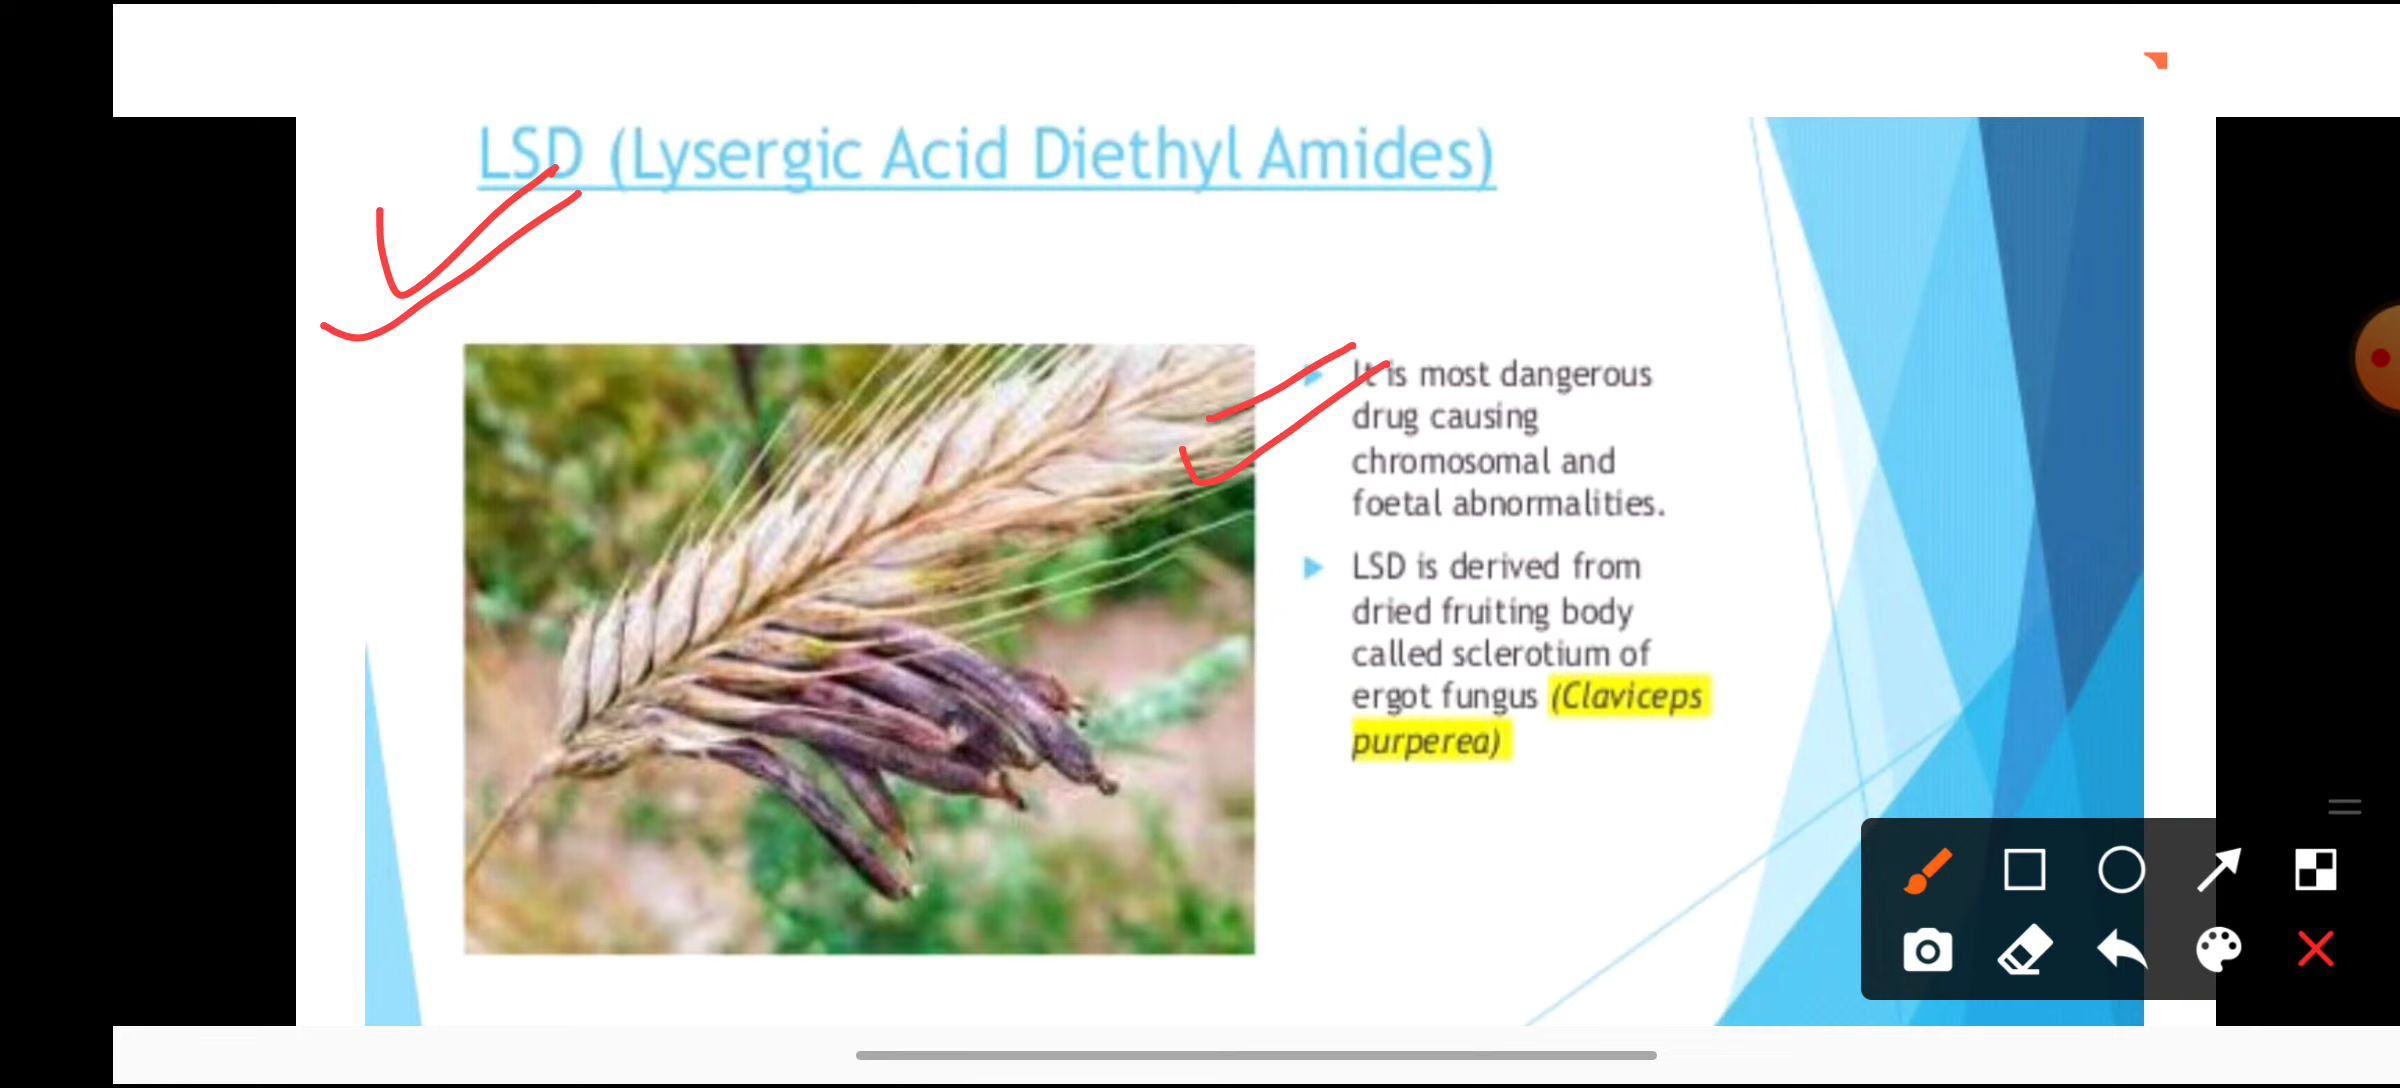 LSD (Lysergic Acid Diethyl Amides)
It is most dangerous
drug causing
chromosomal and
foetal abnormalities.
LSD is derived from
dried fruiting body
called sclerotium of
ergot fungus (Claviceps
purperea)